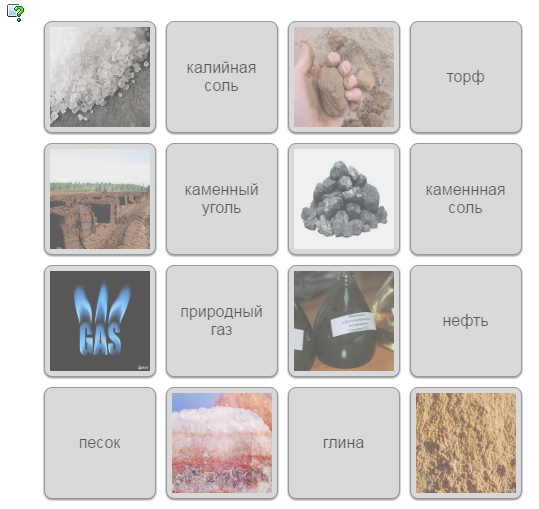 калийная
соль
торф
каменный
уголь
каменнная
соль
GAS
природный
газ
нефть
песок
глина